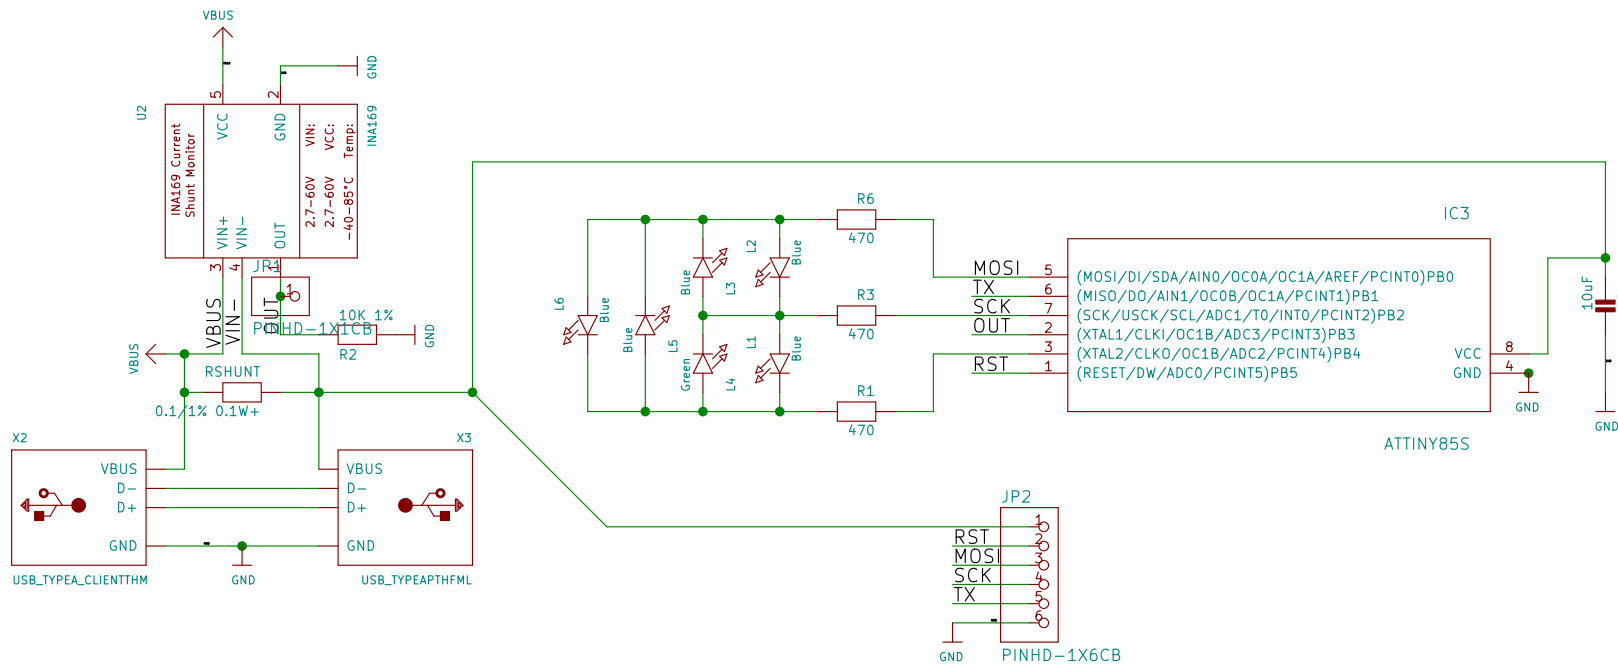 VBUS
GND
U2
5
2
VCC
GND
INA169 Current
Shunt Monitor
VIN:
2.7-60V
VCC:
2.7-60V
Temp:
-40-85°C
INA169
VIN+
VIN-
OUT
3
4
1
JR1
1
PINHD-1X1CB
VBUS
VIN-
OUT
10K 1%
R2
GND
VBUS
RSHUNT
0.1/1% 0.1W+
X2
X3
VBUS
D-
D+
GND
VBUS
D-
D+
GND
GND
USB_TYPEA_CLIENTTHM
USB_TYPEAPTHFML
L6
Blue
Blue
L5
Blue
L3
L2
Blue
Green
L4
L1
Blue
R6
470
R3
470
R1
470
IC3
MOSI
5
(MOSI/DI/SDA/AIN0/OC0A/OC1A/AREF/PCINT0)PB0
TX
6
(MISO/DO/AIN1/OC0B/OC1A/PCINT1)PB1
SCK
7
(SCK/USCK/SCL/ADC1/T0/INT0/PCINT2)PB2
OUT
2
(XTAL1/CLKI/OC1B/ADC3/PCINT3)PB3
3
(XTAL2/CLKO/OC1B/ADC2/PCINT4)PB4
VCC
8
RST
1
(RESET/DW/ADC0/PCINT5)PB5
GND
4
GND
ATTINY85S
10uF
GND
JP2
1
RST
2
MOSI
3
SCK
4
TX
5
6
GND
PINHD-1X6CB